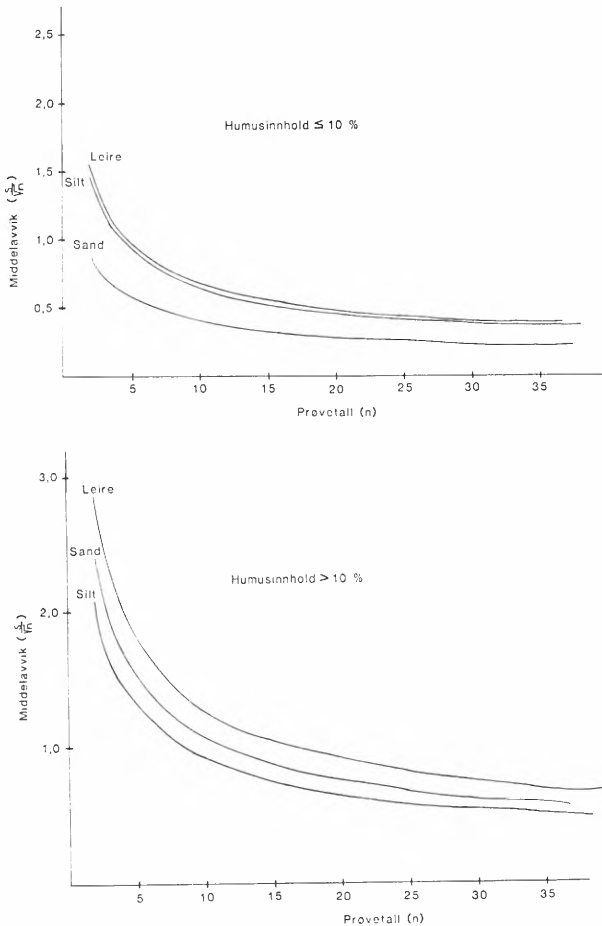 2,5
2,0
Humusinnhold ≤ 10 %
Leire
1,5
Silt
Sand
1,0
0,5
Middelavvik (s/√n)
5 10 15 20 25 30 35
Prøvetall (n)
3,0
Leire
Sand
Humusinnhold > 10 %
Silt
2,0
1,0
Middelavvik (s/√n)
5 10 15 20 25 30 35
Prøvetall (n)